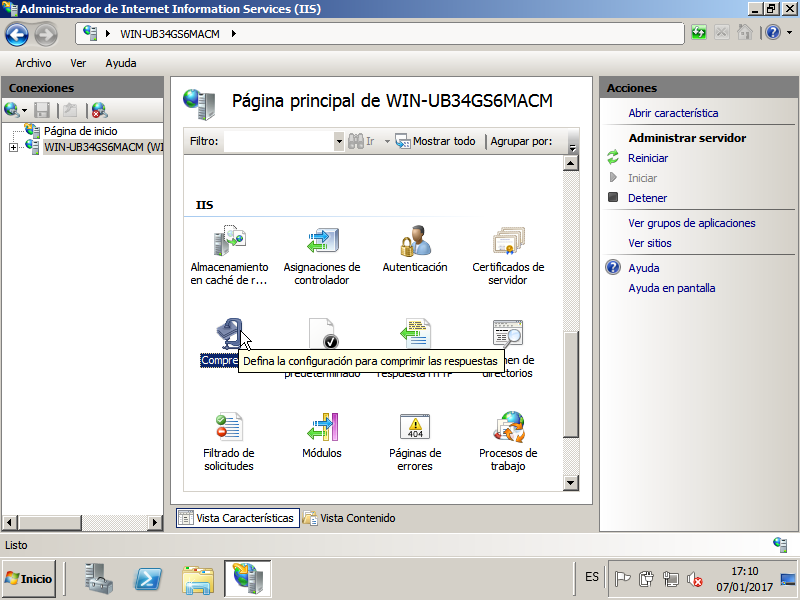 Administrador de Internet Information Services (IIS)
WIN-UB34GS6MACM
Archivo Ver Ayuda
Conexiones
Página de inicio
WIN-UB34GS6MACM (WI
Página principal de WIN-UB34GS6MACM
Filtro: Ir Mostrar todo Agrupar por:
IIS
Almacenamiento
en caché de r...
Asignaciones de
controlador
Autenticación
Certificados de
servidor
Compre
Defina la configuración para comprimir las respuestas
predeterminado
respuesta HTTP
men de
directorios
Filtrado de
solicitudes
Módulos
Páginas de
errores
404
Procesos de
trabajo
Vista Características
Vista Contenido
Acciones
Abrir característica
Administrar servidor
Reiniciar
Iniciar
Detener
Ver grupos de aplicaciones
Ver sitios
Ayuda
Ayuda en pantalla
Listo
Inicio
ES
17:10
07/01/2017